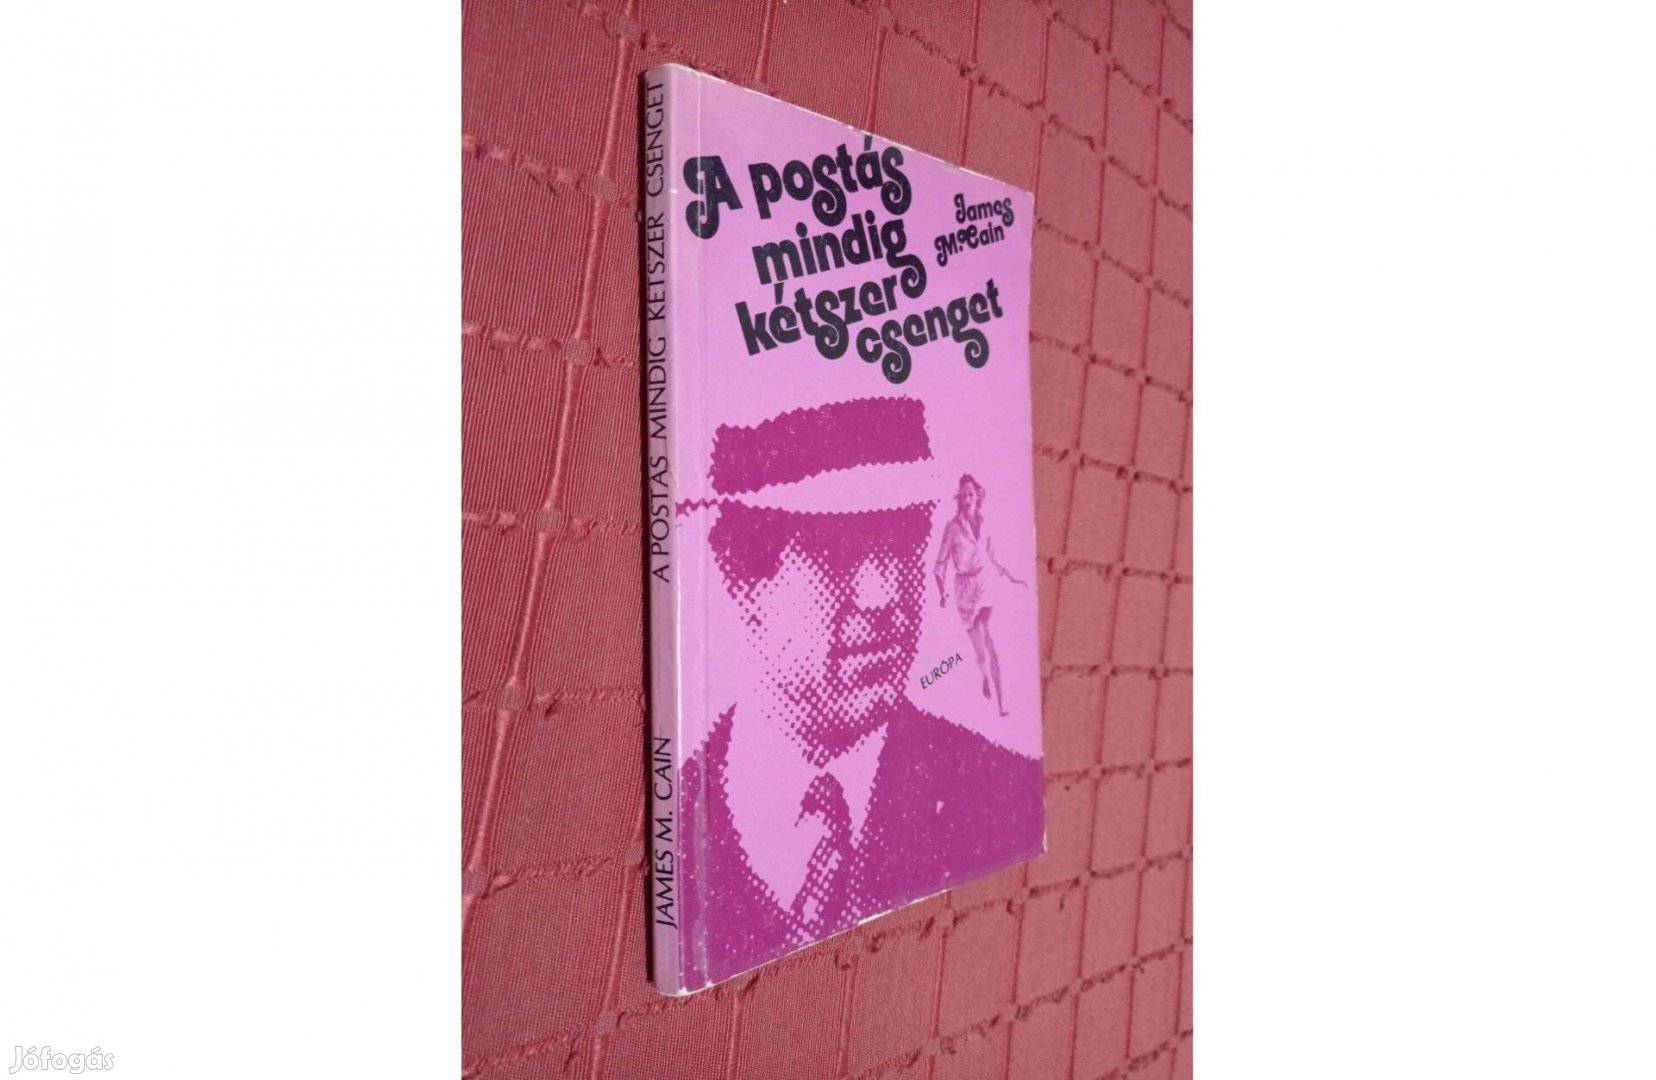 A postás
mindig
kétszer
csenget
James
M. Cain
EURÓPA
JAMES M. CAIN A POSTÁS MINDIG KÉTSZER CSENGET
Jófogás